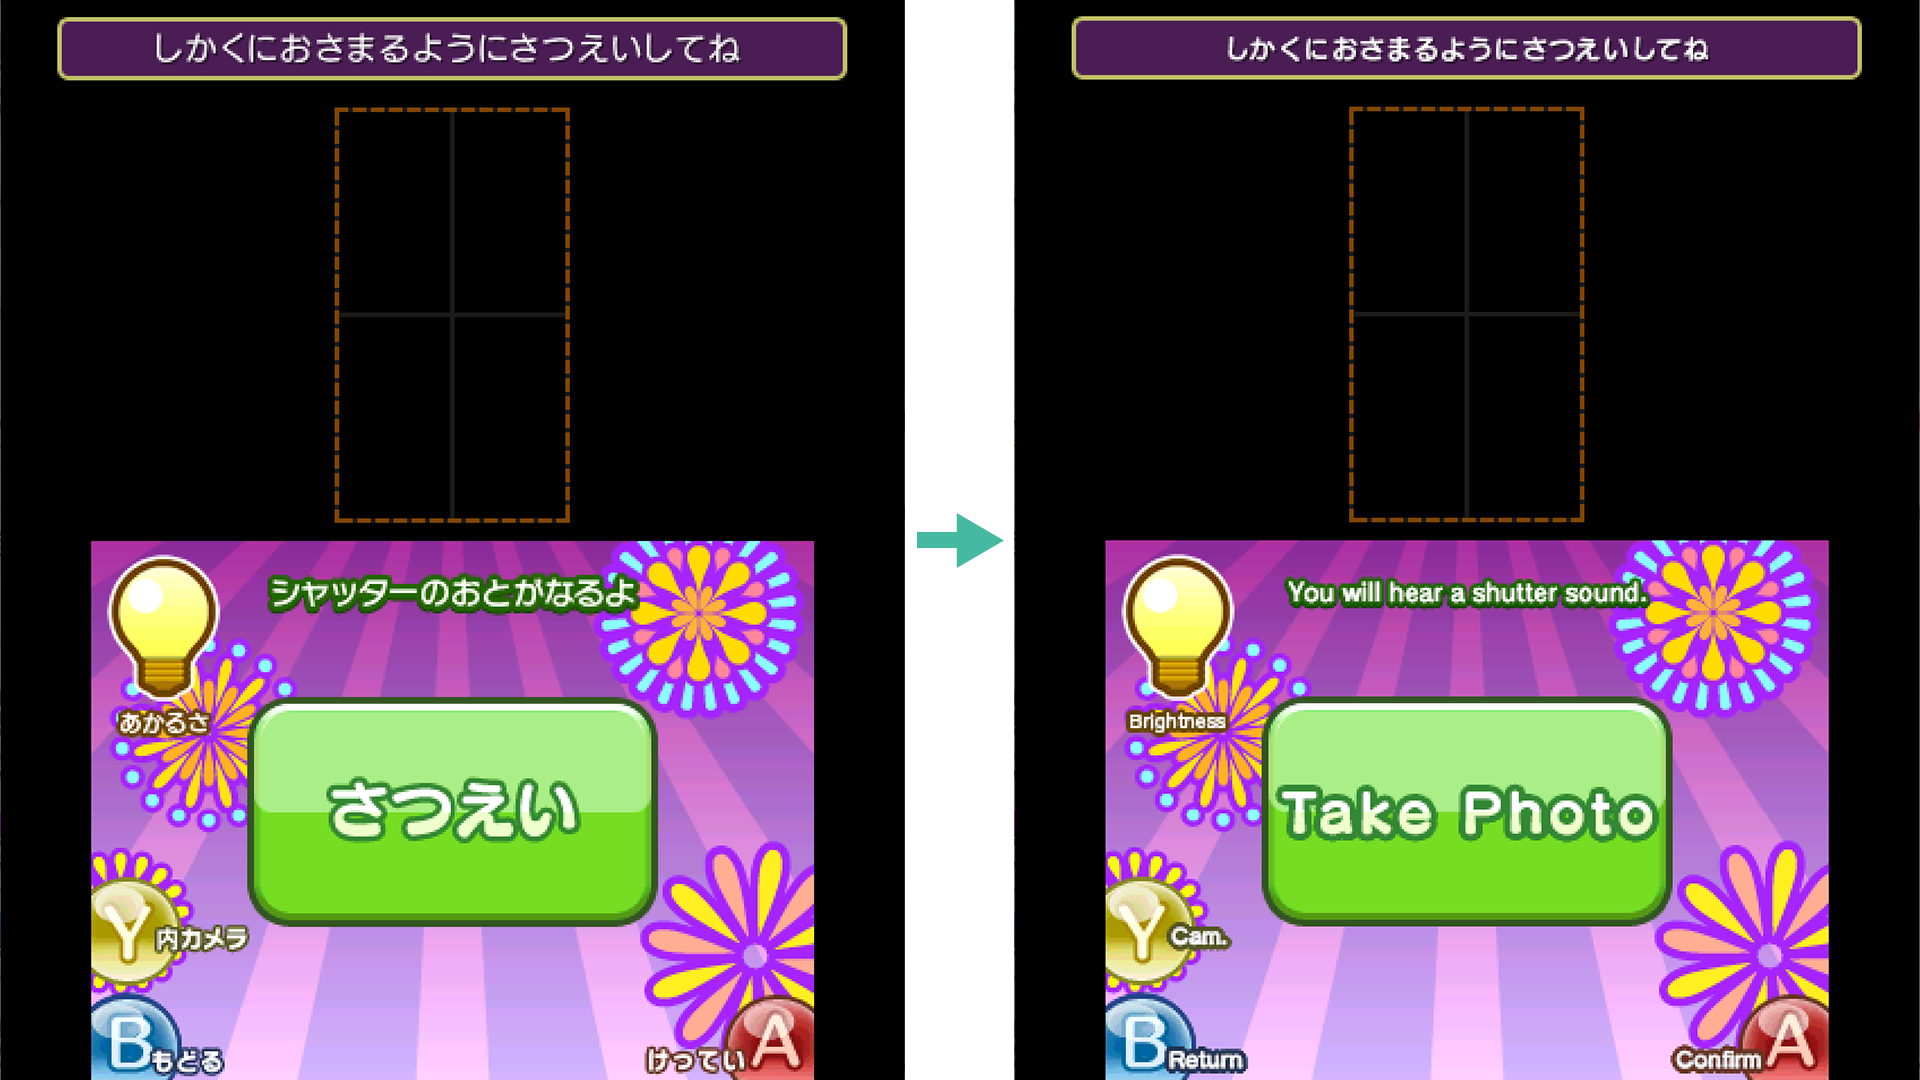 しかくにおさまるようにさつえいしてね
シャッターのおとがなるよ
あかるさ
さつえい
Y 内カメラ
B もどる
けってい A
しかくにおさまるようにさつえいしてね
You will hear a shutter sound.
Brightness
Take Photo
Y Cam.
B Return
Confirm A